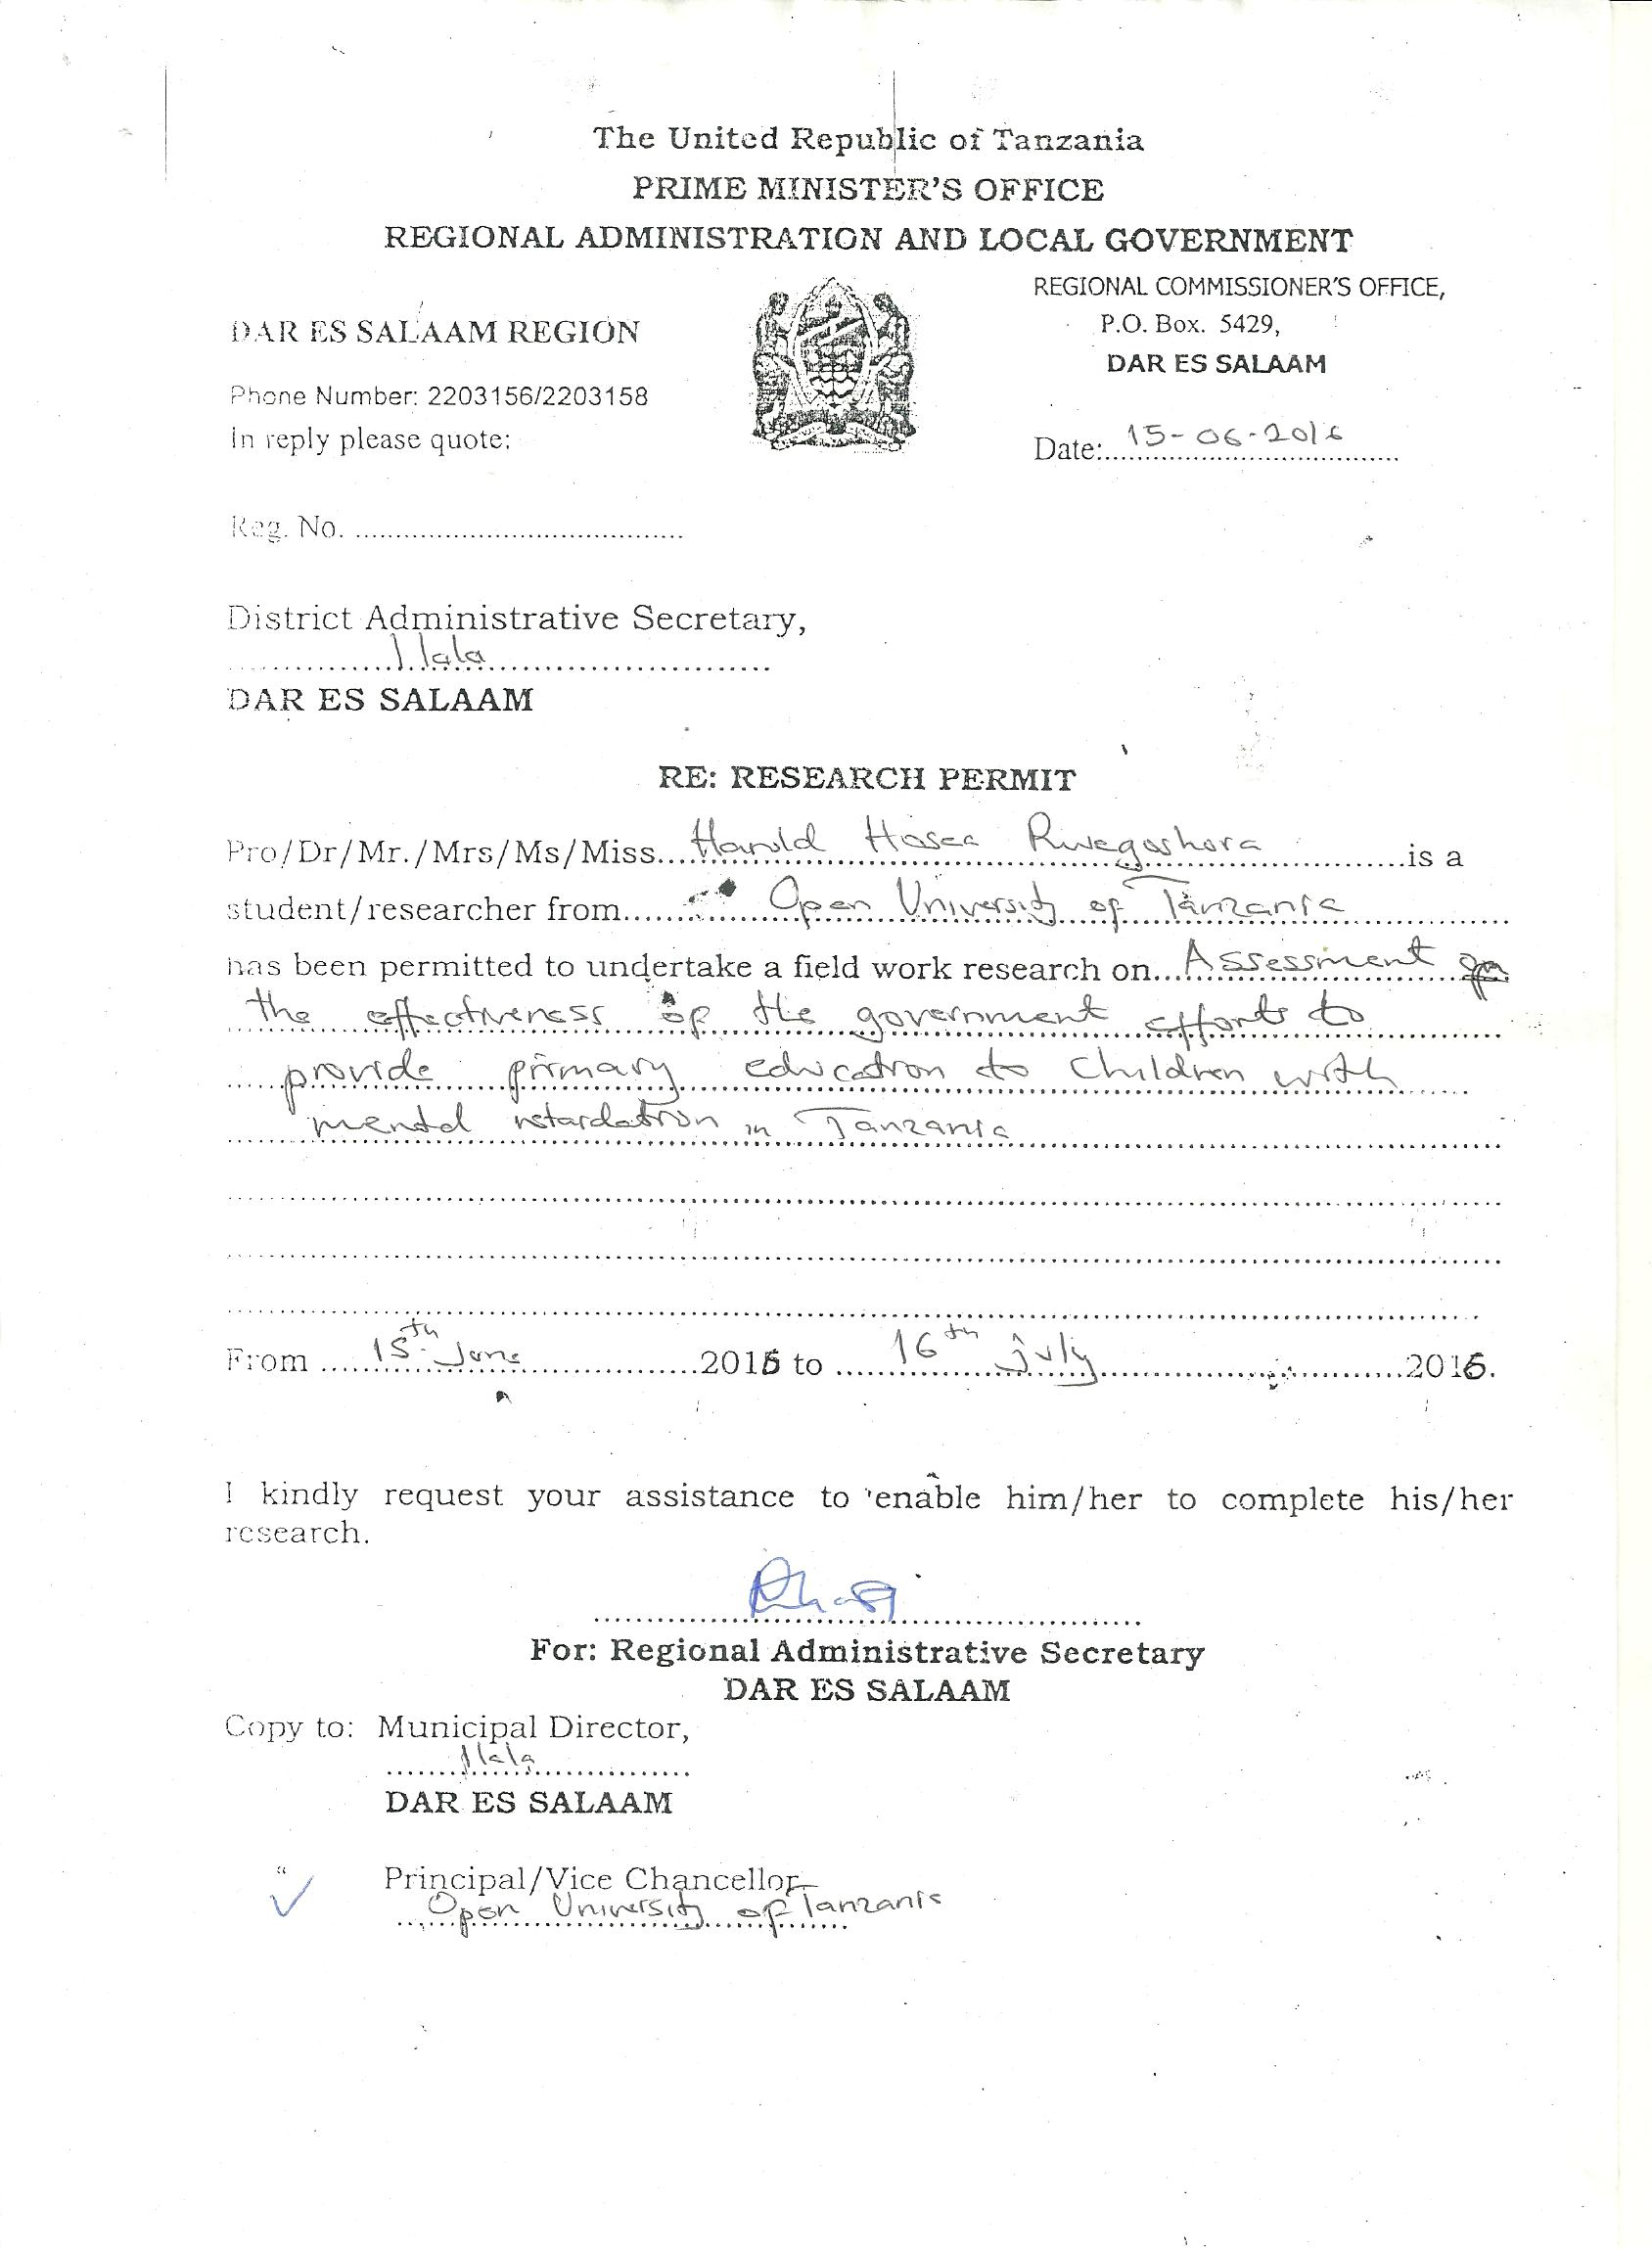 The United Republic of Tanzania
PRIME MINISTER'S OFFICE
REGIONAL ADMINISTRATION AND LOCAL GOVERNMENT
REGIONAL COMMISSIONER'S OFFICE,
P.O. Box. 5429,
DAR ES SALAAM
DAR ES SALAAM REGION
Phone Number: 2203156/2203158
In reply please quote:
Date: 15-06-2016
Reg. No. ........................................
District Administrative Secretary,
Ilala
DAR ES SALAAM
RE: RESEARCH PERMIT
Pro/Dr/Mr./Mrs/Ms/Miss.... Harold Hosea Rwegoshora ....is a
student/researcher from....... Open University of Tanzania
has been permitted to undertake a field work research on... Assessment on
the effectiveness of the government efforts to
provide primary education to children with
mental retardation in Tanzania
From ..... 15th June .....2016 to ..... 16th July .....2016.
I kindly request your assistance to enable him/her to complete his/her
research.
For: Regional Administrative Secretary
DAR ES SALAAM
Copy to: Municipal Director,
Ilala
DAR ES SALAAM
" Principal/Vice Chancellor
Open University of Tanzania